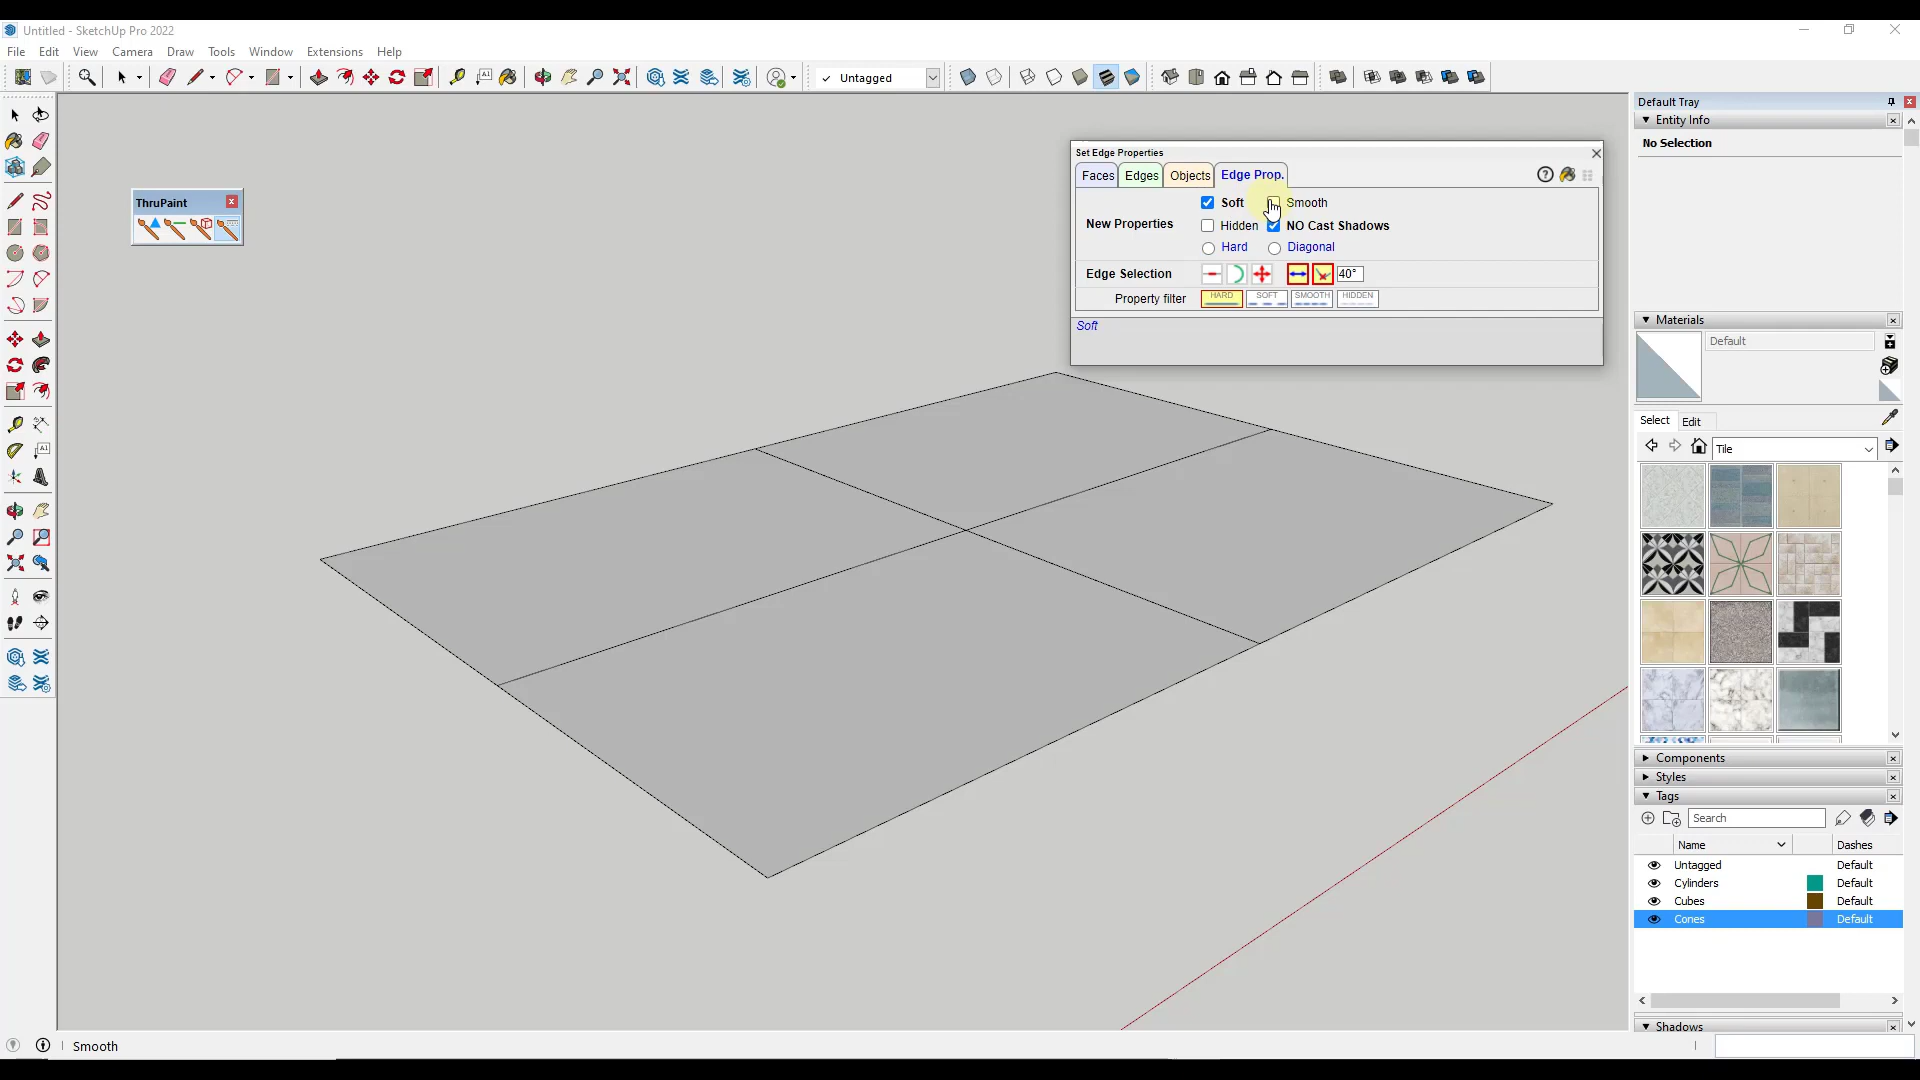 Untitled - SketchUp Pro 2022
File Edit View Camera Draw Tools Window Extensions Help
Untagged
Default Tray
Entity Info
No Selection
Set Edge Properties
Faces Edges Objects Edge Prop.
Soft Smooth
New Properties Hidden NO Cast Shadows
Hard Diagonal
Edge Selection 40°
Property filter HARD SOFT SMOOTH HIDDEN
Soft
ThruPaint
Materials
Default
Select Edit
Tile
Components
Styles
Tags
Search
Name Dashes
Untagged Default
Cylinders Default
Cubes Default
Cones Default
Shadows
Smooth